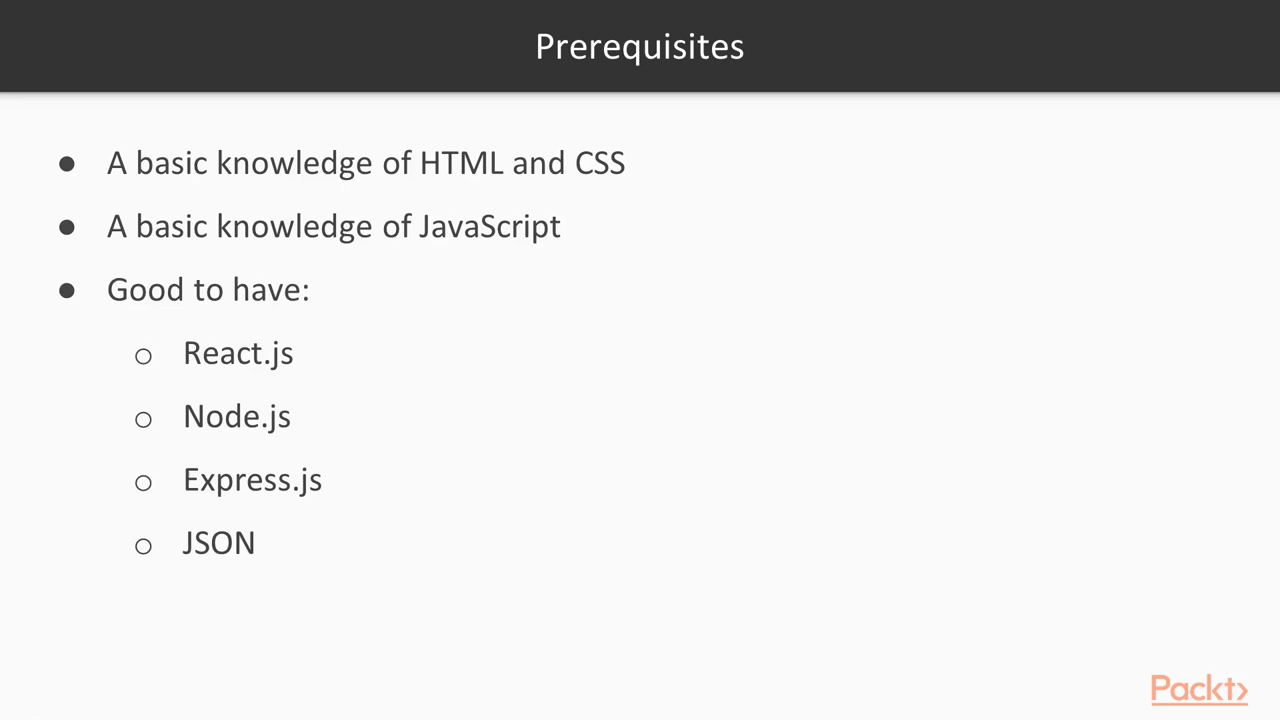 Prerequisites
● A basic knowledge of HTML and CSS
● A basic knowledge of JavaScript
● Good to have:
○ React.js
○ Node.js
○ Express.js
○ JSON
Packt>